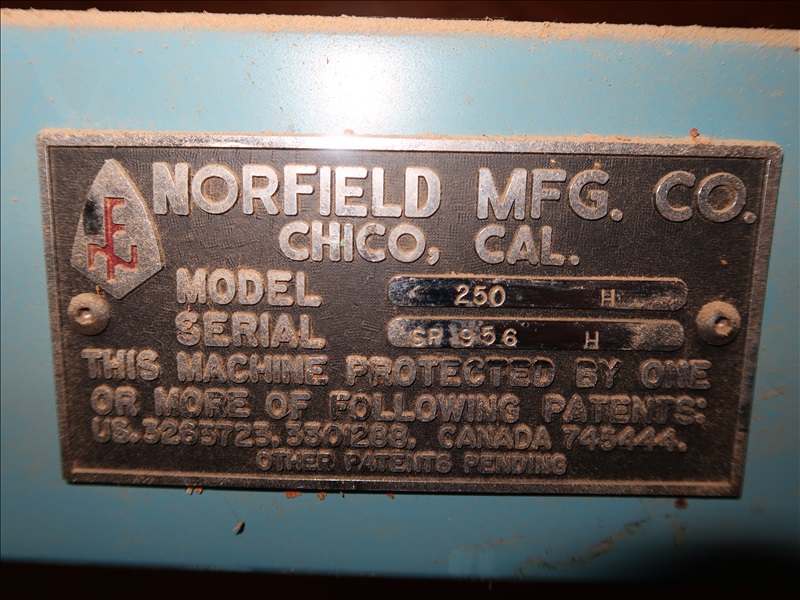 NORFIELD MFG. CO.
CHICO, CAL.
MODEL 250 H
SERIAL SR 956 H
THIS MACHINE PROTECTED BY ONE
OR MORE OF FOLLOWING PATENTS:
US. 3265723. 3301288. CANADA 745444.
OTHER PATENTS PENDING